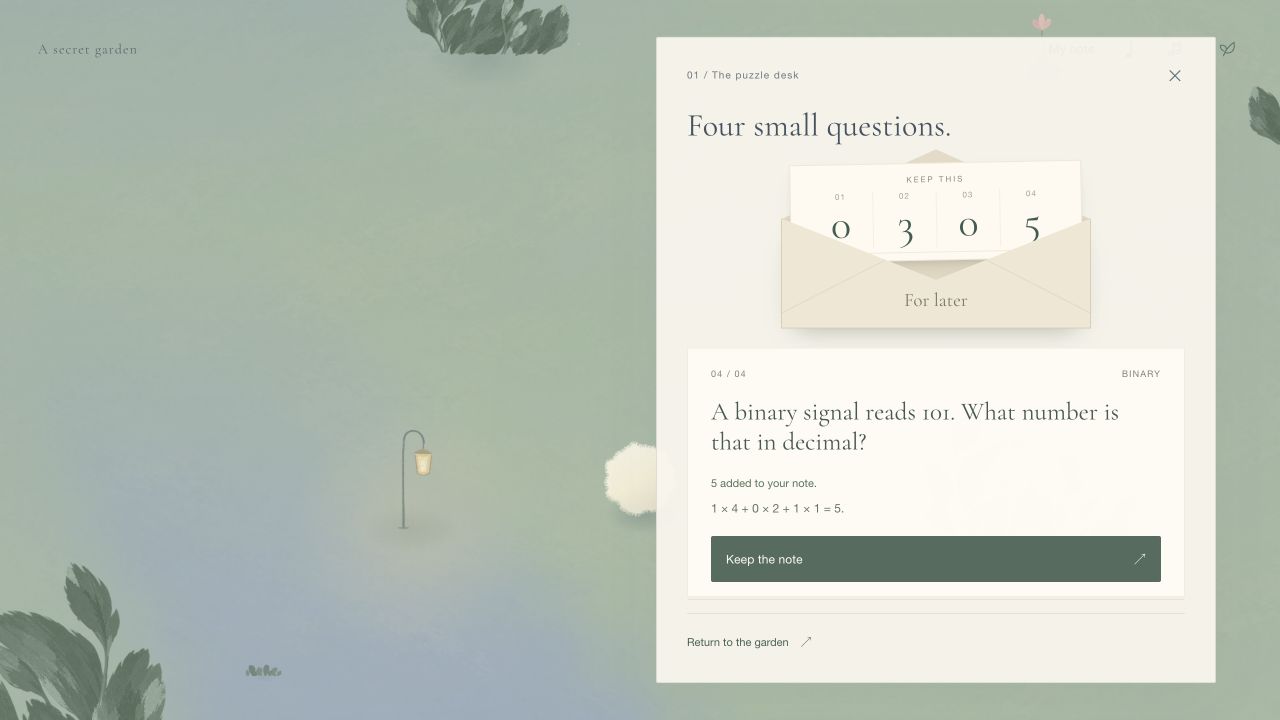 A secret garden
My note
01 / The puzzle desk
Four small questions.
KEEP THIS
01 02 03 04
0 3 0 5
For later
04 / 04
BINARY
A binary signal reads 101. What number is
that in decimal?
5 added to your note.
1 × 4 + 0 × 2 + 1 × 1 = 5.
Keep the note
Return to the garden